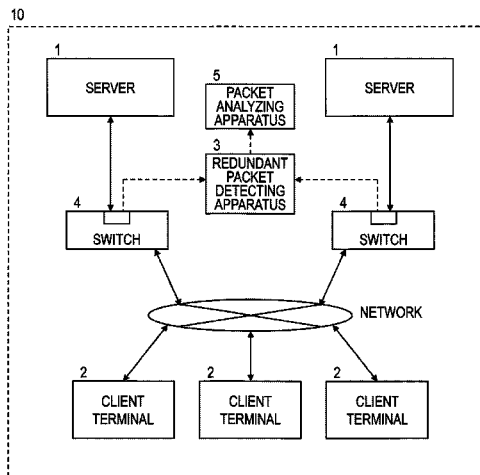 10
1
SERVER
5
PACKET
ANALYZING
APPARATUS
1
SERVER
3
REDUNDANT
PACKET
DETECTING
APPARATUS
4
SWITCH
4
SWITCH
NETWORK
2
CLIENT
TERMINAL
2
CLIENT
TERMINAL
2
CLIENT
TERMINAL